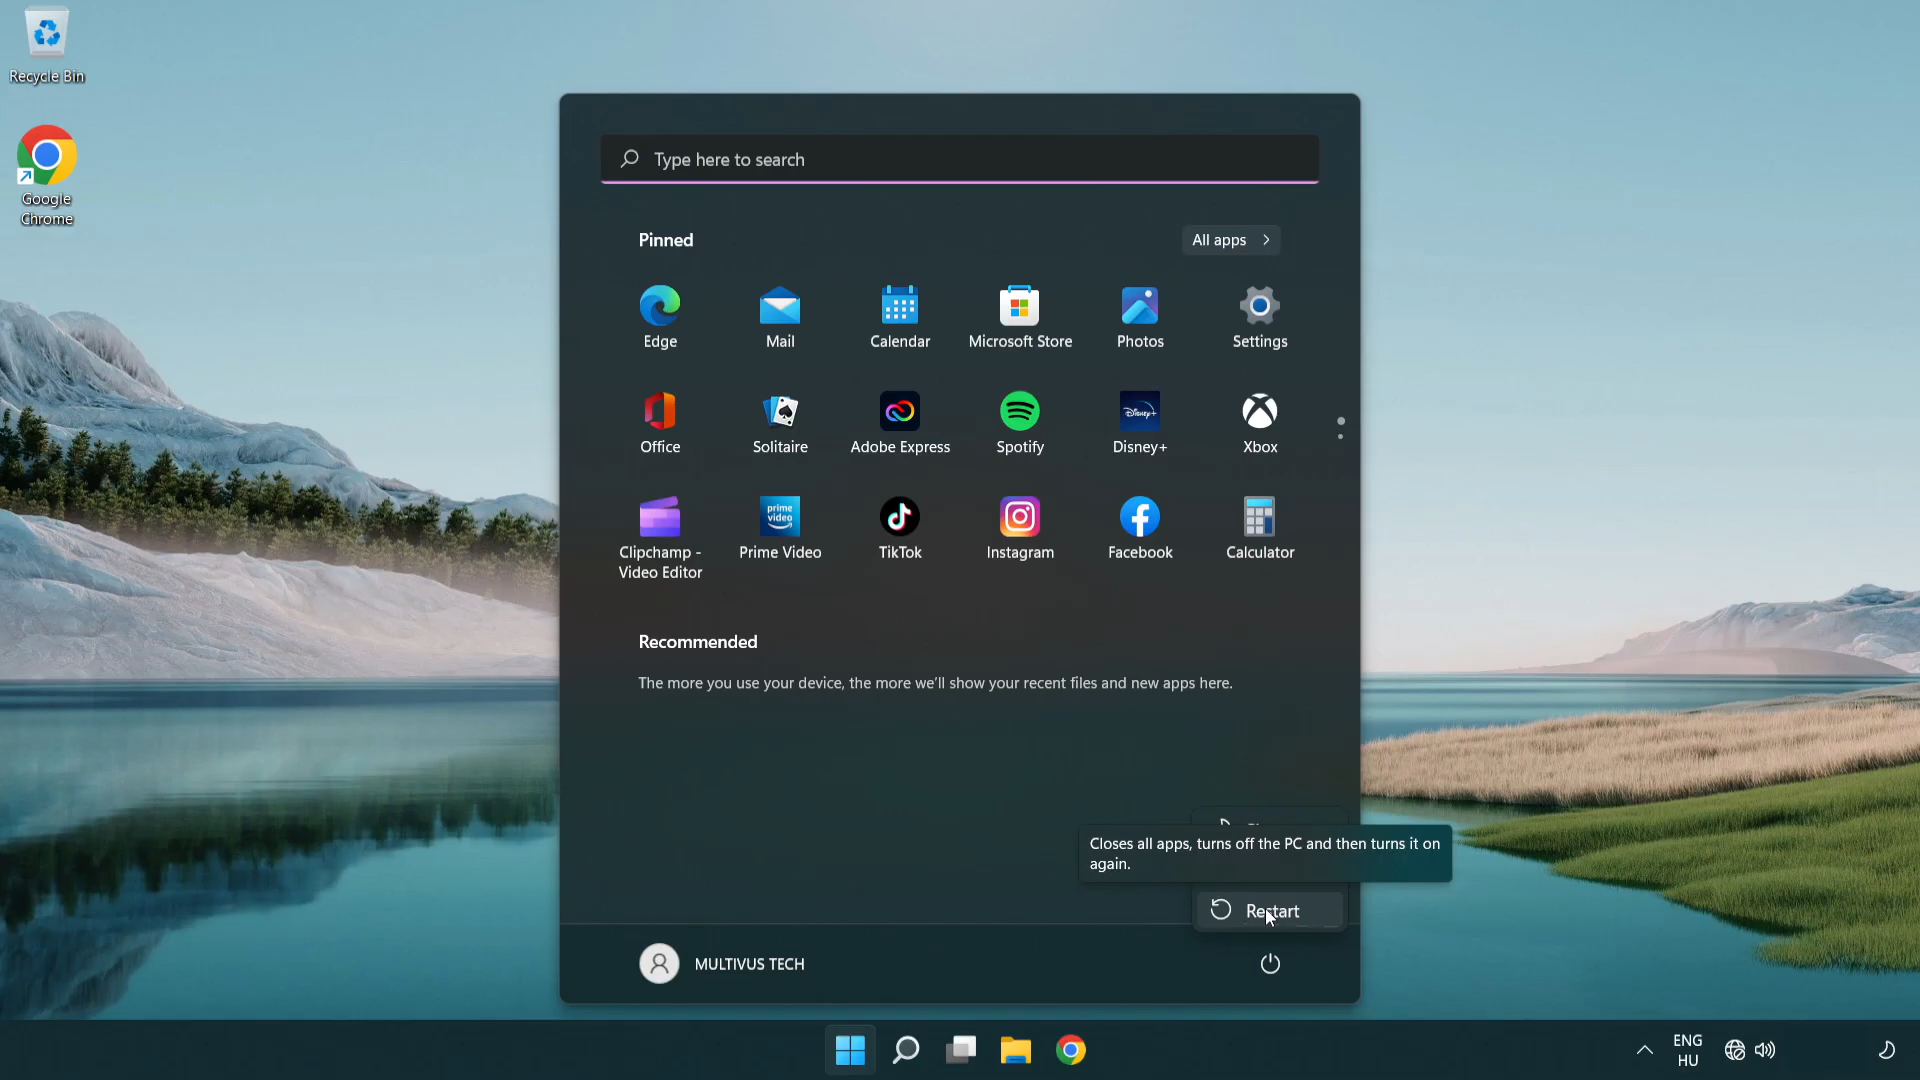 Recycle Bin
Google
Chrome
Type here to search
Pinned
All apps
Edge
Mail
Calendar
Microsoft Store
Photos
Settings
Office
Solitaire
Adobe Express
Spotify
Disney+
Disney+
Xbox
prime
video
Clipchamp -
Video Editor
Prime Video
TikTok
Instagram
Facebook
Calculator
Recommended
The more you use your device, the more we'll show your recent files and new apps here.
Closes all apps, turns off the PC and then turns it on
again.
Restart
MULTIVUS TECH
ENG
HU